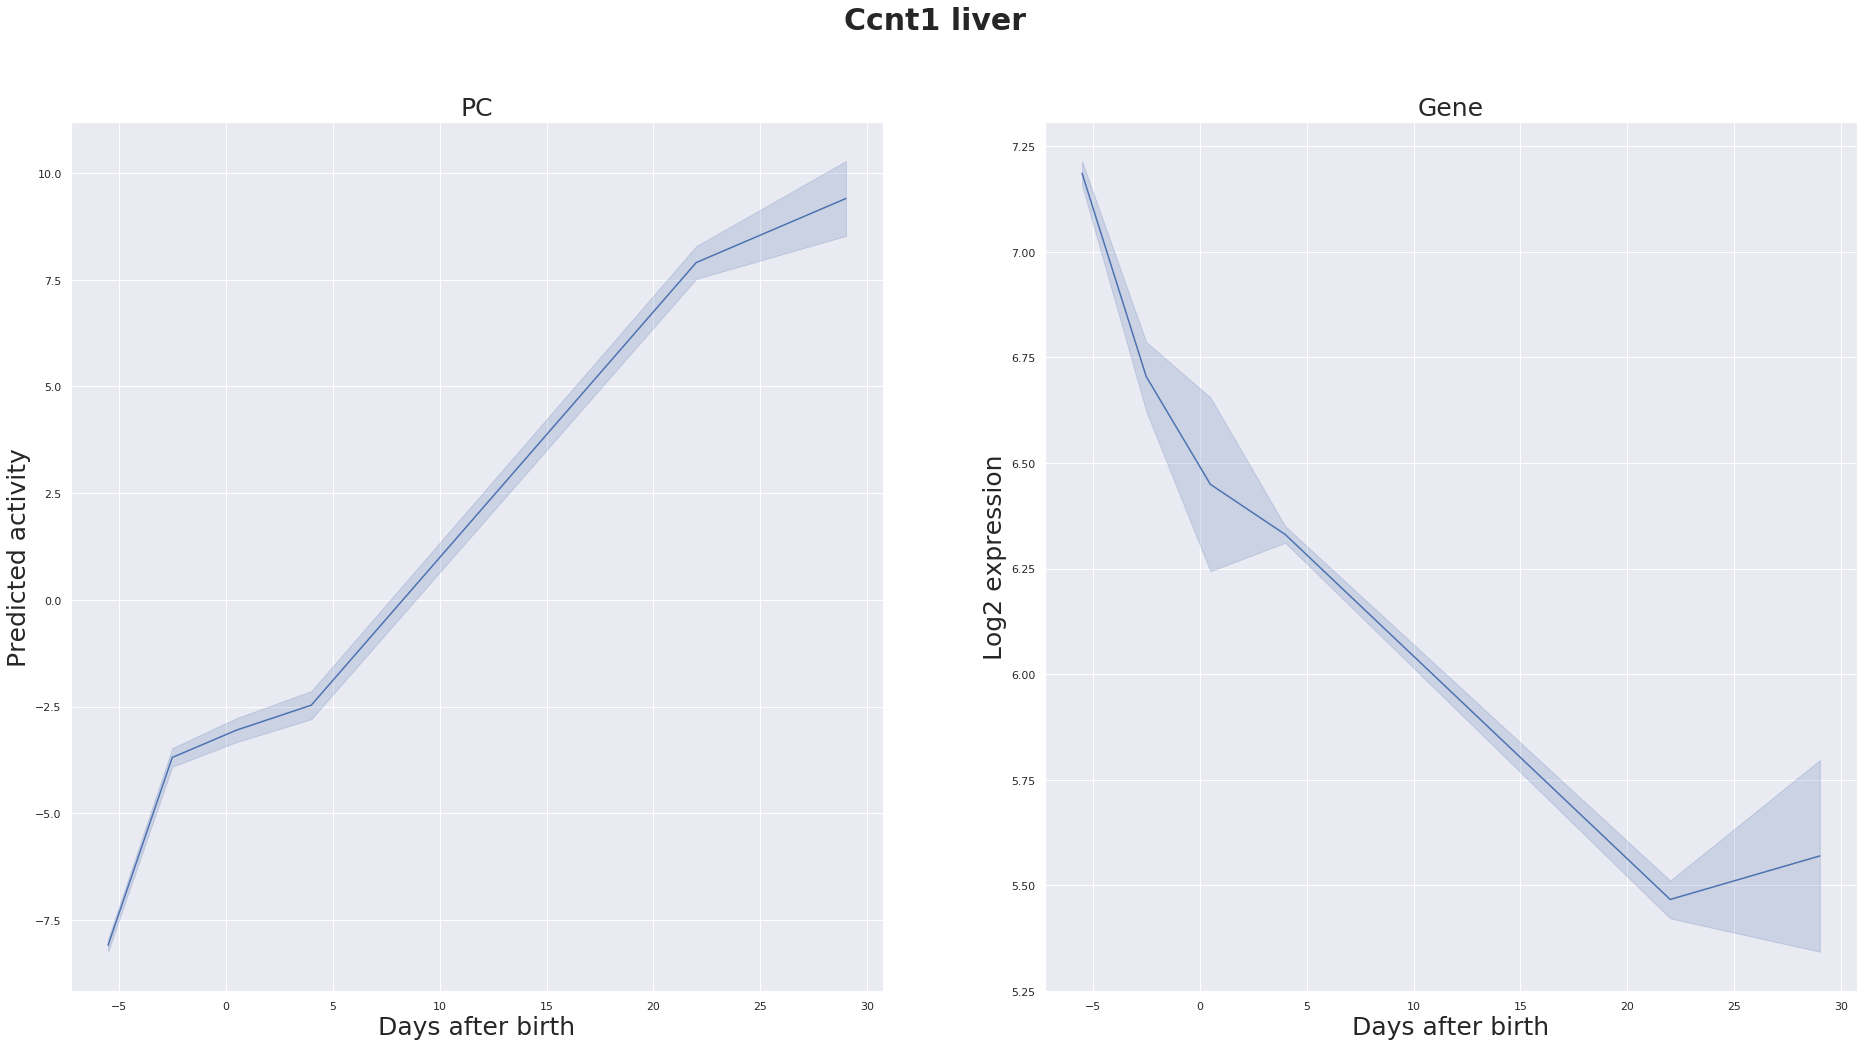 Ccnt1 liver
PC
Predicted activity
10.0
7.5
5.0
2.5
0.0
−2.5
−5.0
−7.5
−5 0 5 10 15 20 25 30
Days after birth
Gene
Log2 expression
7.25
7.00
6.75
6.50
6.25
6.00
5.75
5.50
5.25
−5 0 5 10 15 20 25 30
Days after birth